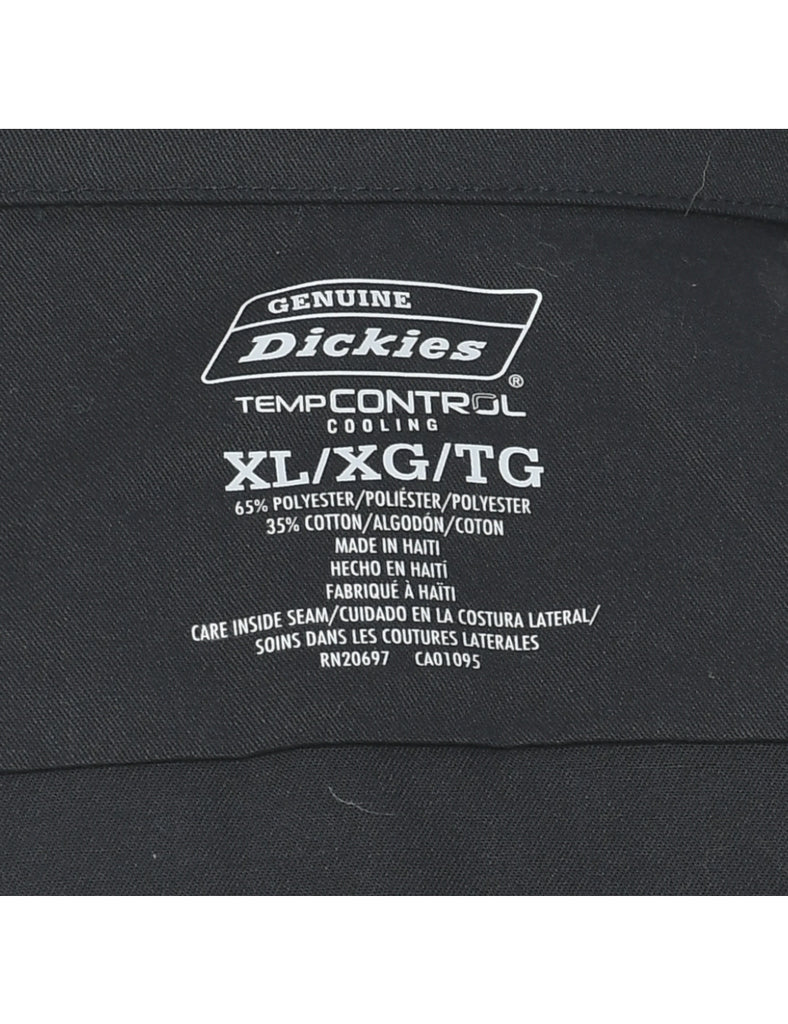 GENUINE
Dickies®
TEMPCONTROL
COOLING
XL/XG/TG
65% POLYESTER/POLIÉSTER/POLYESTER
35% COTTON/ALGODÓN/COTON
MADE IN HAITI
HECHO EN HAITÍ
FABRIQUÉ À HAÏTI
CARE INSIDE SEAM/CUIDADO EN LA COSTURA LATERAL/
SOINS DANS LES COUTURES LATERALES
RN20697 CA01095